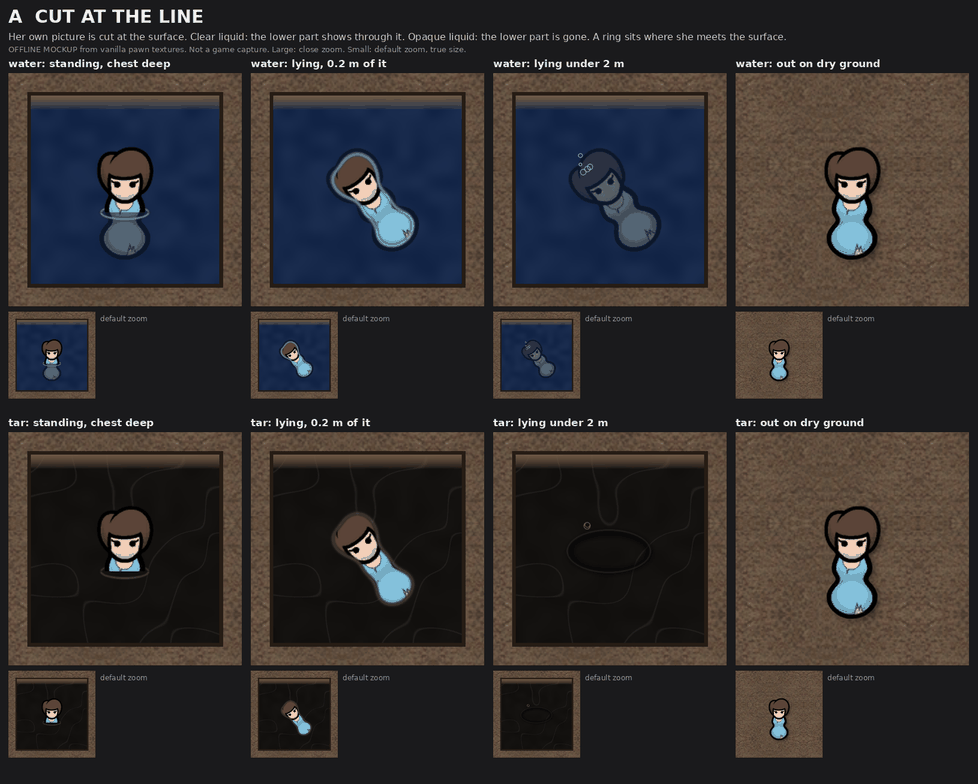 A CUT AT THE LINE
Her own picture is cut at the surface. Clear liquid: the lower part shows through it. Opaque liquid: the lower part is gone. A ring sits where she meets the surface.
OFFLINE MOCKUP from vanilla pawn textures. Not a game capture. Large: close zoom. Small: default zoom, true size.
water: standing, chest deep
water: lying, 0.2 m of it
water: lying under 2 m
water: out on dry ground
default zoom
default zoom
default zoom
default zoom
tar: standing, chest deep
tar: lying, 0.2 m of it
tar: lying under 2 m
tar: out on dry ground
default zoom
default zoom
default zoom
default zoom